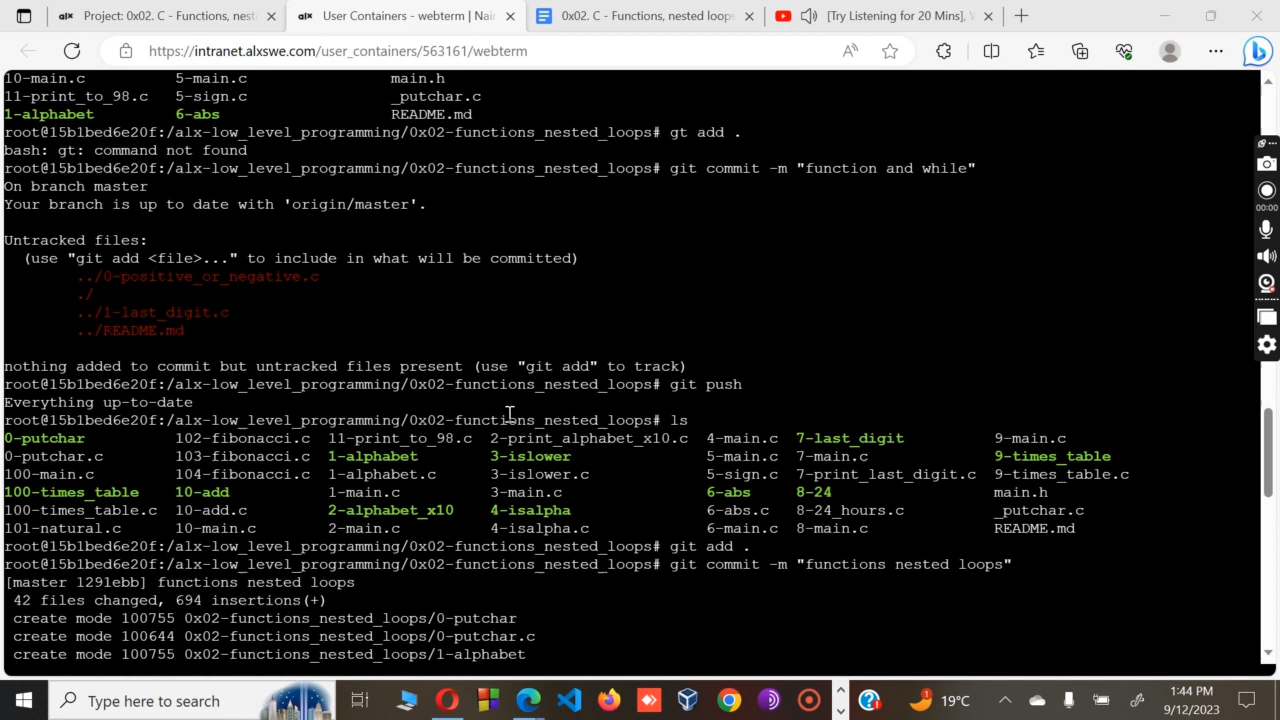 Project: 0x02. C - Functions, nest
User Containers - webterm | Nai
0x02. C - Functions, nested loops
[Try Listening for 20 Mins],
https://intranet.alxswe.com/user_containers/563161/webterm
10-main.c 5-main.c main.h
11-print_to_98.c 5-sign.c _putchar.c
1-alphabet 6-abs README.md
root@15b1bed6e20f:/alx-low_level_programming/0x02-functions_nested_loops# gt add .
bash: gt: command not found
root@15b1bed6e20f:/alx-low_level_programming/0x02-functions_nested_loops# git commit -m "function and while"
On branch master
Your branch is up to date with 'origin/master'.
Untracked files:
(use "git add <file>..." to include in what will be committed)
../0-positive_or_negative.c
./
../1-last_digit.c
../README.md
nothing added to commit but untracked files present (use "git add" to track)
root@15b1bed6e20f:/alx-low_level_programming/0x02-functions_nested_loops# git push
Everything up-to-date
root@15b1bed6e20f:/alx-low_level_programming/0x02-functions_nested_loops# ls
0-putchar 102-fibonacci.c 11-print_to_98.c 2-print_alphabet_x10.c 4-main.c 7-last_digit 9-main.c
0-putchar.c 103-fibonacci.c 1-alphabet 3-islower 5-main.c 7-main.c 9-times_table
100-main.c 104-fibonacci.c 1-alphabet.c 3-islower.c 5-sign.c 7-print_last_digit.c 9-times_table.c
100-times_table 10-add 1-main.c 3-main.c 6-abs 8-24 main.h
100-times_table.c 10-add.c 2-alphabet_x10 4-isalpha 6-abs.c 8-24_hours.c _putchar.c
101-natural.c 10-main.c 2-main.c 4-isalpha.c 6-main.c 8-main.c README.md
root@15b1bed6e20f:/alx-low_level_programming/0x02-functions_nested_loops# git add .
root@15b1bed6e20f:/alx-low_level_programming/0x02-functions_nested_loops# git commit -m "functions nested loops"
[master 1291ebb] functions nested loops
42 files changed, 694 insertions(+)
create mode 100755 0x02-functions_nested_loops/0-putchar
create mode 100644 0x02-functions_nested_loops/0-putchar.c
create mode 100755 0x02-functions_nested_loops/1-alphabet
00:00
Type here to search
1
19°C
1:44 PM
9/12/2023